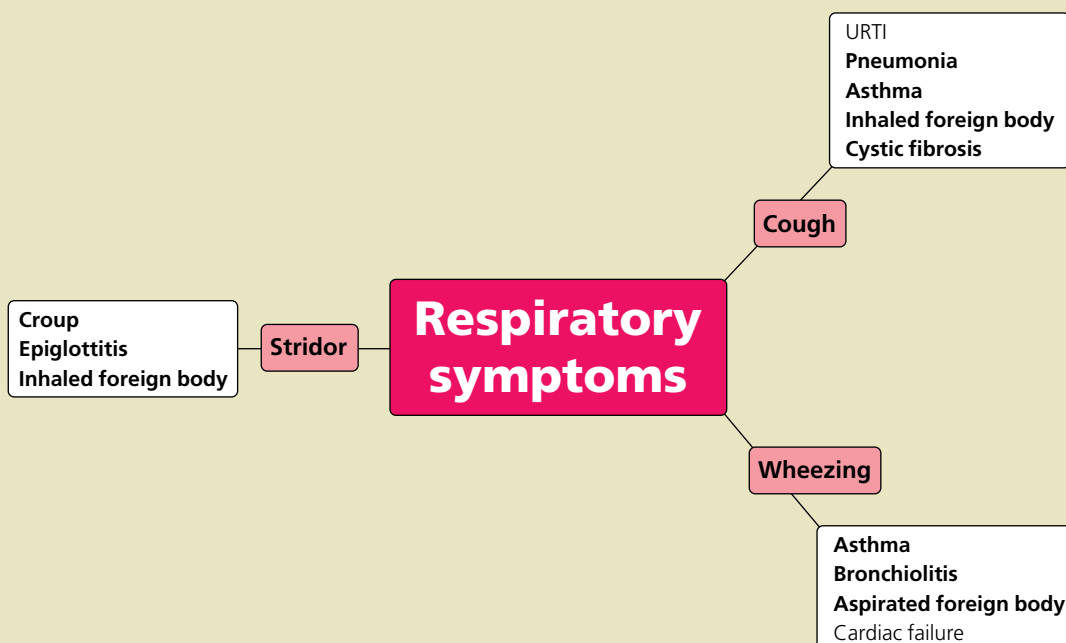 URTI
Pneumonia
Asthma
Inhaled foreign body
Cystic fibrosis
Cough
Respiratory
symptoms
Stridor
Croup
Epiglottitis
Inhaled foreign body
Wheezing
Asthma
Bronchiolitis
Aspirated foreign body
Cardiac failure